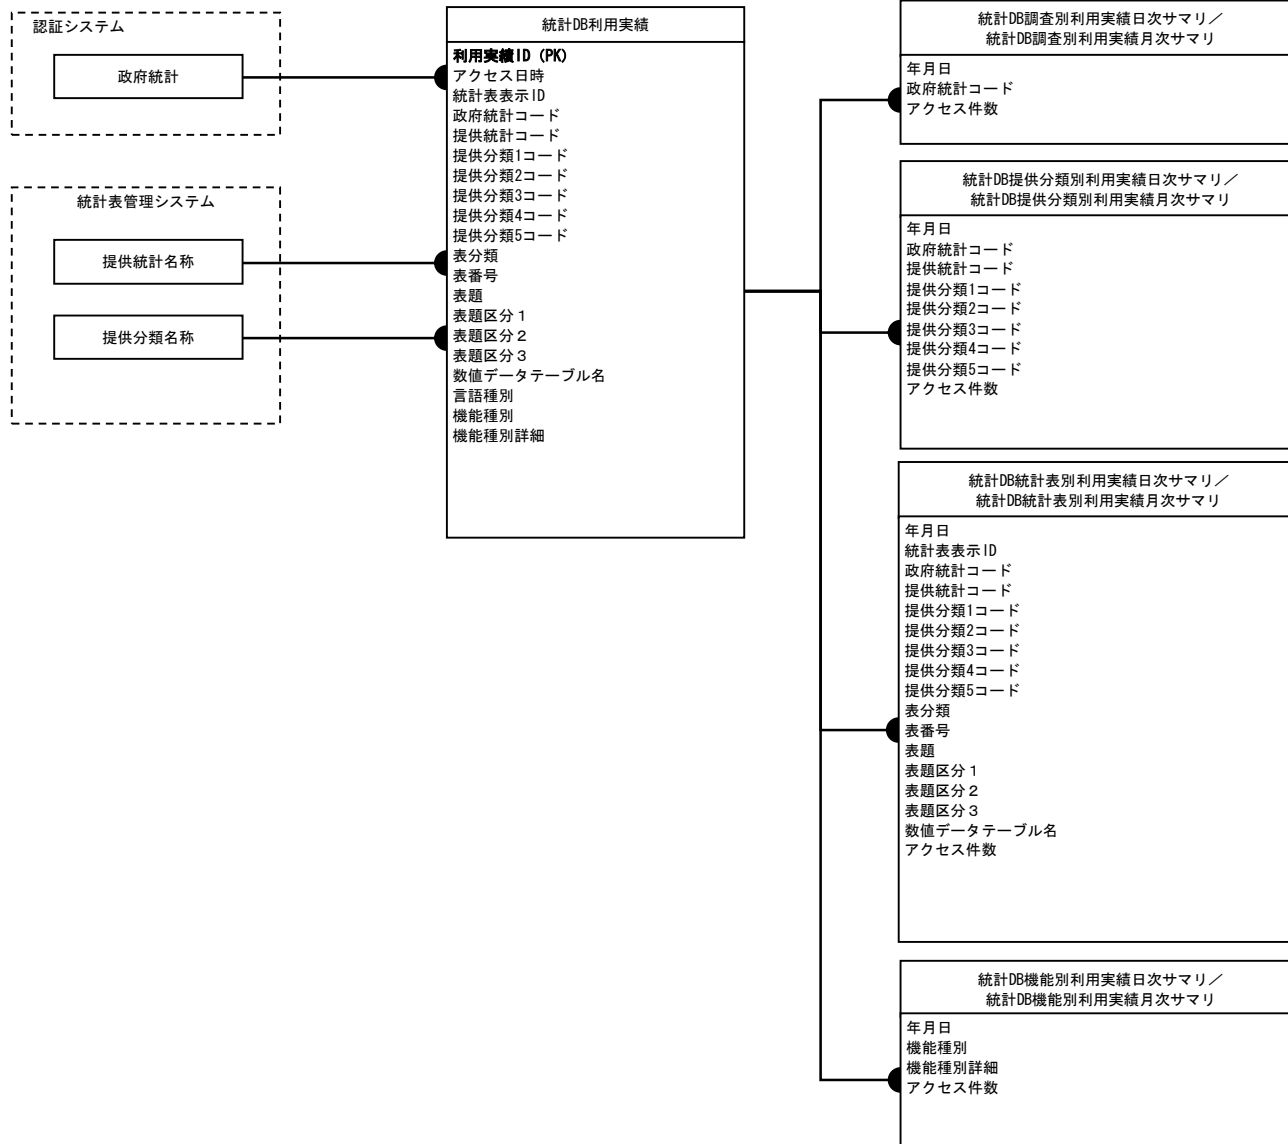 認証システム
政府統計
統計表管理システム
提供統計名称
提供分類名称
統計DB利用実績
利用実績ID (PK)
アクセス日時
統計表表示ID
政府統計コード
提供統計コード
提供分類1コード
提供分類2コード
提供分類3コード
提供分類4コード
提供分類5コード
表分類
表番号
表題
表題区分１
表題区分２
表題区分３
数値データテーブル名
言語種別
機能種別
機能種別詳細
統計DB調査別利用実績日次サマリ／
統計DB調査別利用実績月次サマリ
年月日
政府統計コード
アクセス件数
統計DB提供分類別利用実績日次サマリ／
統計DB提供分類別利用実績月次サマリ
年月日
政府統計コード
提供統計コード
提供分類1コード
提供分類2コード
提供分類3コード
提供分類4コード
提供分類5コード
アクセス件数
統計DB統計表別利用実績日次サマリ／
統計DB統計表別利用実績月次サマリ
年月日
統計表表示ID
政府統計コード
提供統計コード
提供分類1コード
提供分類2コード
提供分類3コード
提供分類4コード
提供分類5コード
表分類
表番号
表題
表題区分１
表題区分２
表題区分３
数値データテーブル名
アクセス件数
統計DB機能別利用実績日次サマリ／
統計DB機能別利用実績月次サマリ
年月日
機能種別
機能種別詳細
アクセス件数